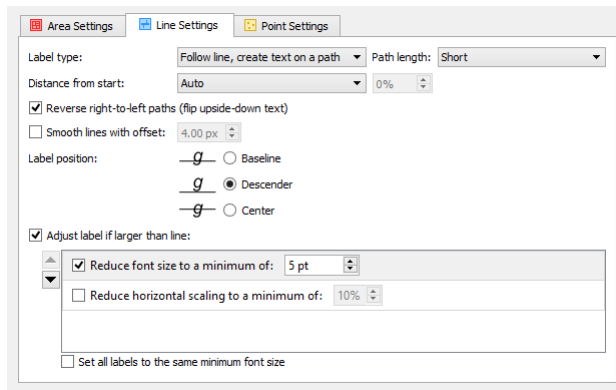 Area Settings Line Settings Point Settings
Label type: Follow line, create text on a path Path length: Short
Distance from start: Auto 0%
Reverse right-to-left paths (flip upside-down text)
Smooth lines with offset: 4.00 px
Label position: g Baseline
g Descender
g Center
Adjust label if larger than line:
Reduce font size to a minimum of: 5 pt
Reduce horizontal scaling to a minimum of: 10%
Set all labels to the same minimum font size